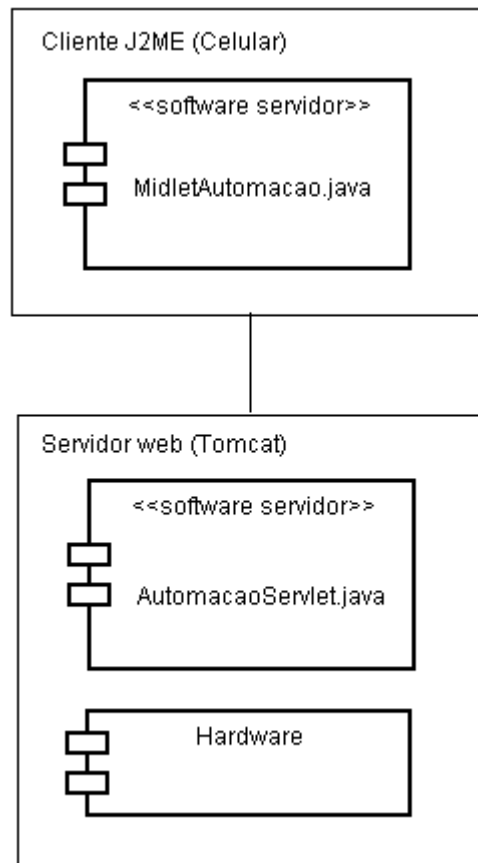 Cliente J2ME (Celular)
<<software servidor>>
MidletAutomacao.java
Servidor web (Tomcat)
<<software servidor>>
AutomacaoServlet.java
Hardware